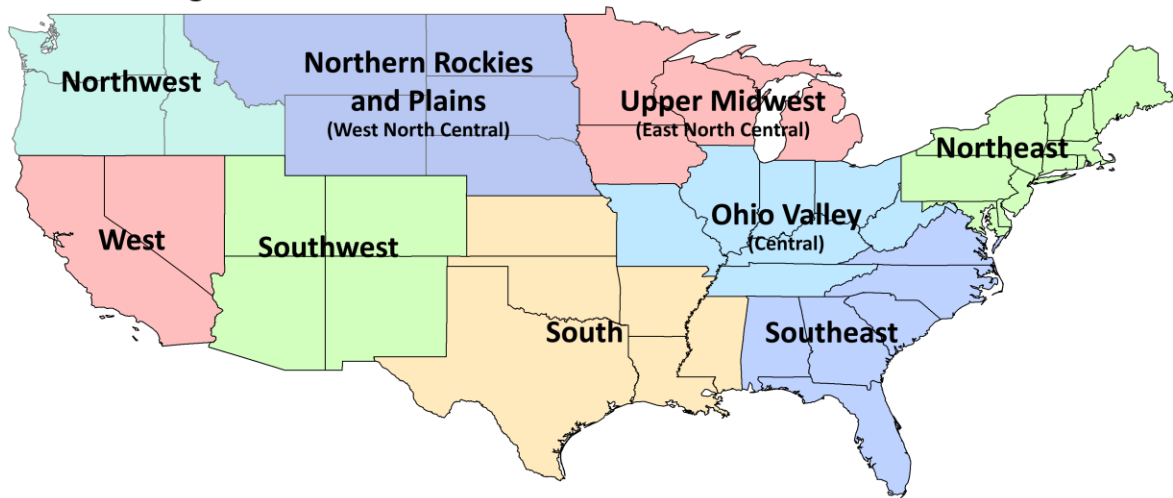 Northwest
Northern Rockies
and Plains
(West North Central)
Upper Midwest
(East North Central)
Northeast
West
Southwest
Ohio Valley
(Central)
South
Southeast